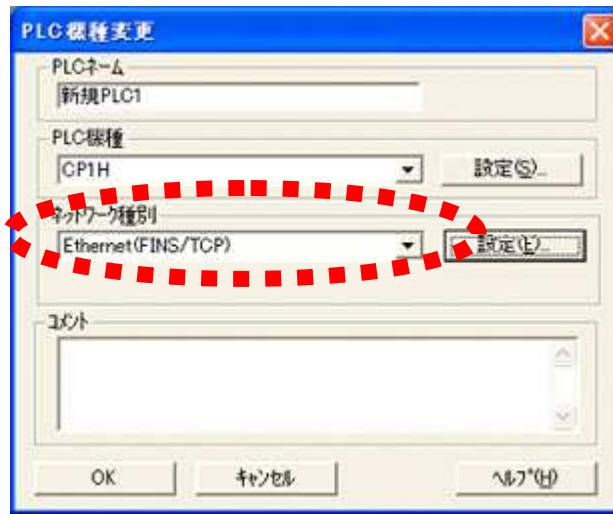 PLC機種変更
PLCネーム
新規PLC1
PLC機種
CP1H
設定(S)...
ネットワーク種別
Ethernet(FINS/TCP)
設定(E)...
コメント
OK
キャンセル
ヘルプ(H)